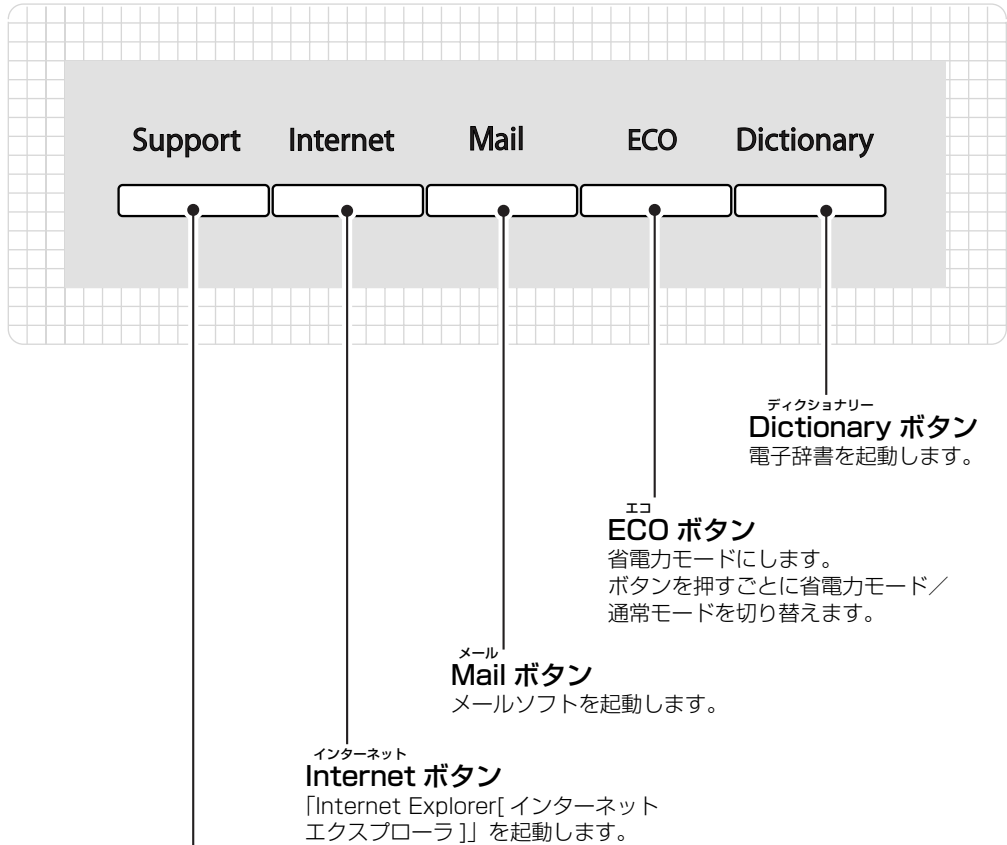 Support Internet Mail ECO Dictionary
ディクショナリー
Dictionary ボタン
電子辞書を起動します。
エコ
ECO ボタン
省電力モードにします。
ボタンを押すごとに省電力モード／
通常モードを切り替えます。
メール
Mail ボタン
メールソフトを起動します。
インターネット
Internet ボタン
「Internet Explorer[ インターネット
エクスプローラ ]」を起動します。